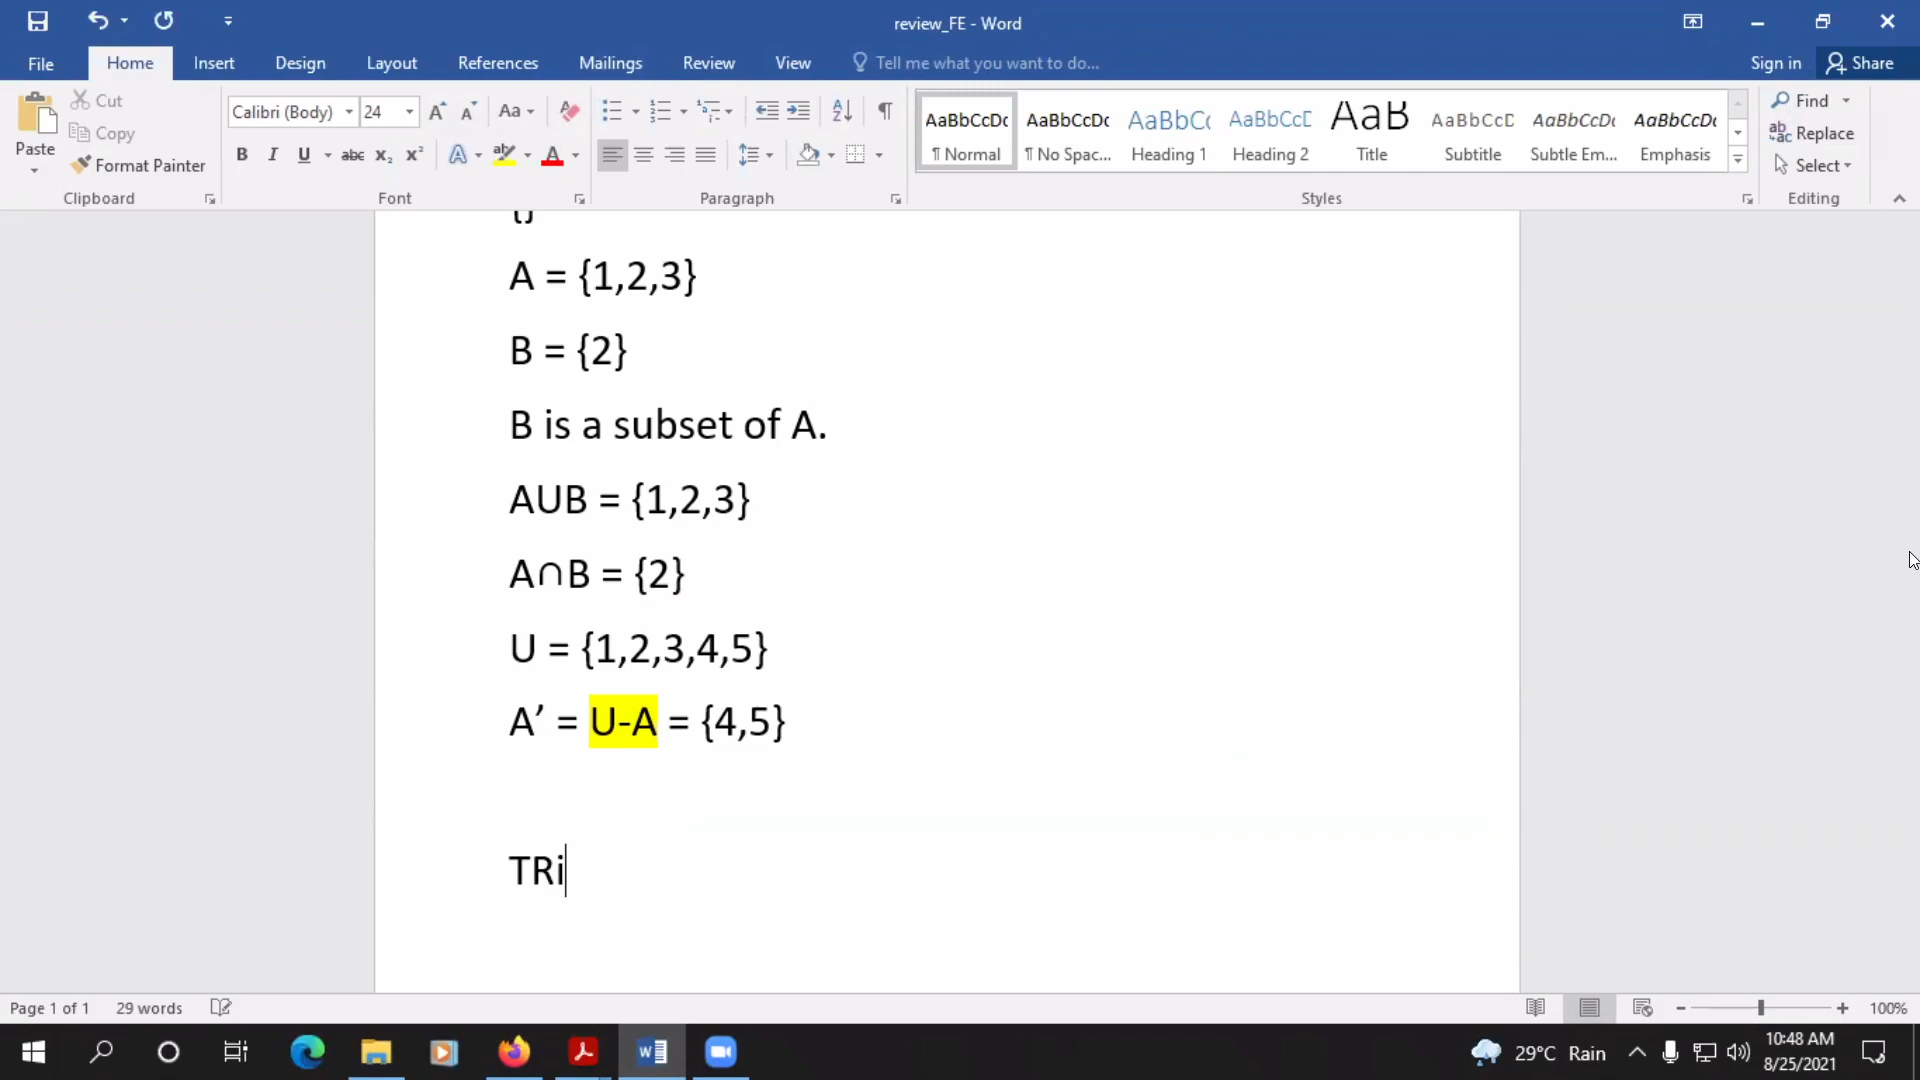 review_FE - Word
File
Home
Insert
Design
Layout
References
Mailings
Review
View
Tell me what you want to do...
Sign in
Share
Paste
Cut
Copy
Format Painter
Clipboard
Calibri (Body)
24
Aa
B I U abc x₂ x²
Font
Paragraph
AaBbCcDc
¶ Normal
AaBbCcDc
¶ No Spac...
AaBbCc
Heading 1
AaBbCcD
Heading 2
AaB
Title
AaBbCcD
Subtitle
AaBbCcDc
Subtle Em...
AaBbCcDc
Emphasis
Styles
Find
Replace
Select
Editing
{}
A = {1,2,3}
B = {2}
B is a subset of A.
AUB = {1,2,3}
A∩B = {2}
U = {1,2,3,4,5}
A’ = U-A = {4,5}
TRi
Page 1 of 1
29 words
100%
29°C Rain
10:48 AM
8/25/2021